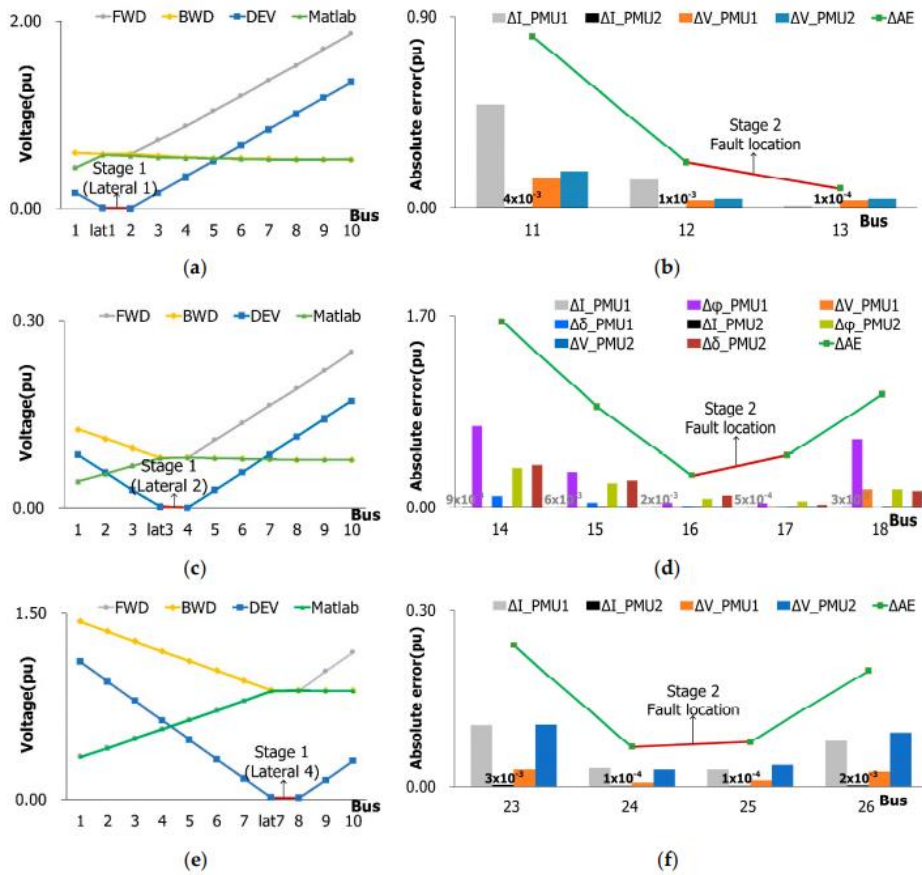 FWD BWD DEV Matlab
2.00
Voltage(pu)
Stage 1
(Lateral 1)
0.00
Bus
1 lat1 2 3 4 5 6 7 8 9 10
(a)
ΔI_PMU1 ΔI_PMU2 ΔV_PMU1 ΔV_PMU2 ΔAE
0.90
Absolute error(pu)
Stage 2
Fault location
4x10⁻³ 1x10⁻³ 1x10⁻⁴
0.00
Bus
11 12 13
(b)
FWD BWD DEV Matlab
0.30
Voltage(pu)
Stage 1
(Lateral 2)
0.00
Bus
1 2 3 lat3 4 5 6 7 8 9 10
(c)
ΔI_PMU1 Δφ_PMU1 ΔV_PMU1
Δδ_PMU1 ΔI_PMU2 Δφ_PMU2
ΔV_PMU2 Δδ_PMU2 ΔAE
1.70
Absolute error(pu)
Stage 2
Fault location
6x10⁻³ 2x10⁻³ 5x10⁻⁴
0.00
Bus
14 15 16 17 18
(d)
FWD BWD DEV Matlab
1.50
Voltage(pu)
Stage 1
(Lateral 4)
0.00
Bus
1 2 3 4 5 6 7 lat7 8 9 10
(e)
ΔI_PMU1 ΔI_PMU2 ΔV_PMU1 ΔV_PMU2 ΔAE
0.30
Absolute error(pu)
Stage 2
Fault location
3x10⁻³ 1x10⁻⁴ 1x10⁻⁴ 2x10⁻³
0.00
23 24 25 26 Bus
(f)